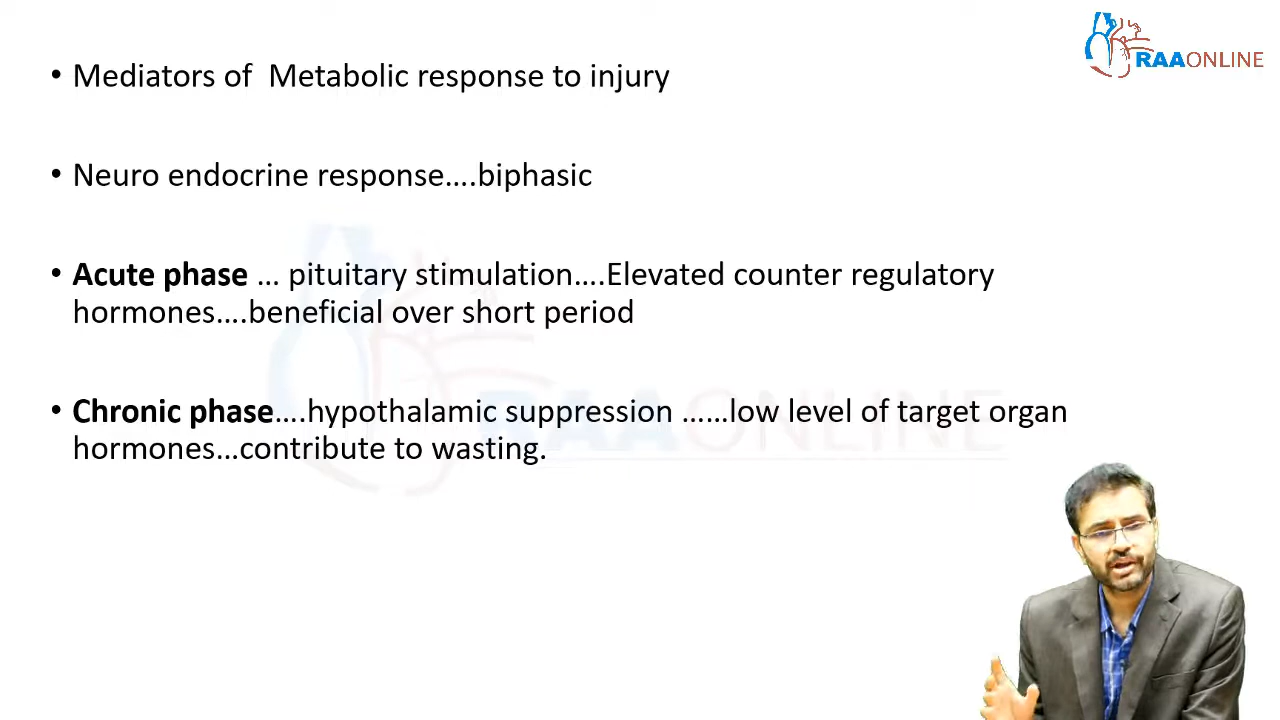 RAAONLINE
• Mediators of  Metabolic response to injury
• Neuro endocrine response….biphasic
• Acute phase … pituitary stimulation….Elevated counter regulatory
hormones….beneficial over short period
• Chronic phase….hypothalamic suppression ……low level of target organ
hormones…contribute to wasting.
RAAONLINE